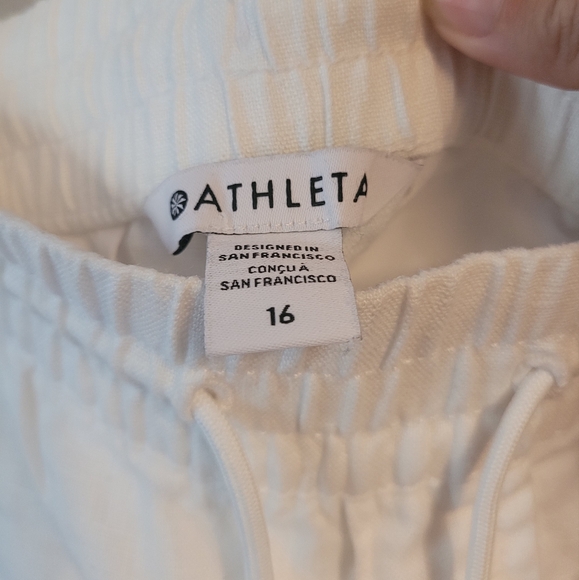 ATHLETA
DESIGNED IN
SAN FRANCISCO
CONÇU À
SAN FRANCISCO
16